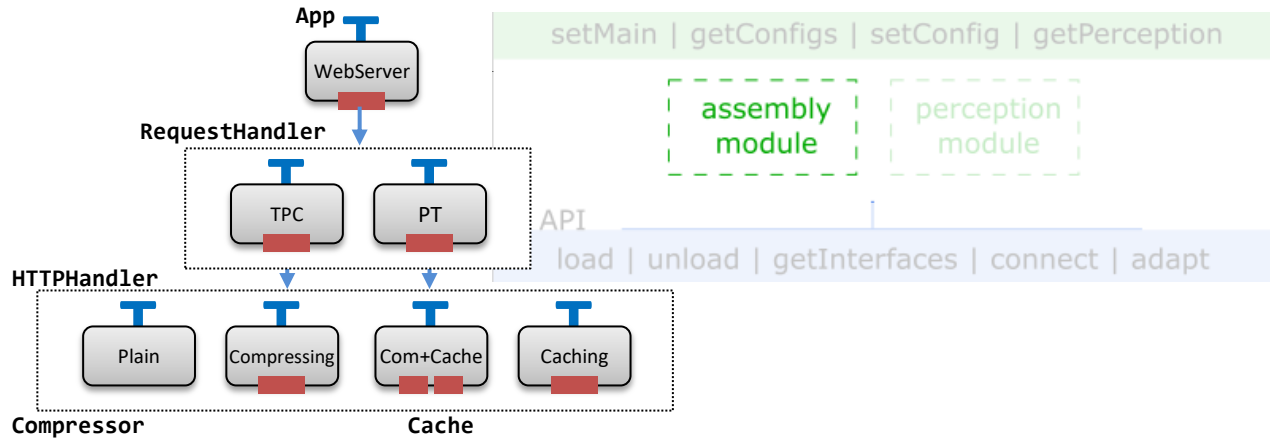 App
setMain | getConfigs | setConfig | getPerception
WebServer
assembly
module
perception
module
RequestHandler
TPC
PT
API
load | unload | getInterfaces | connect | adapt
HTTPHandler
Plain
Compressing
Com+Cache
Caching
Compressor
Cache